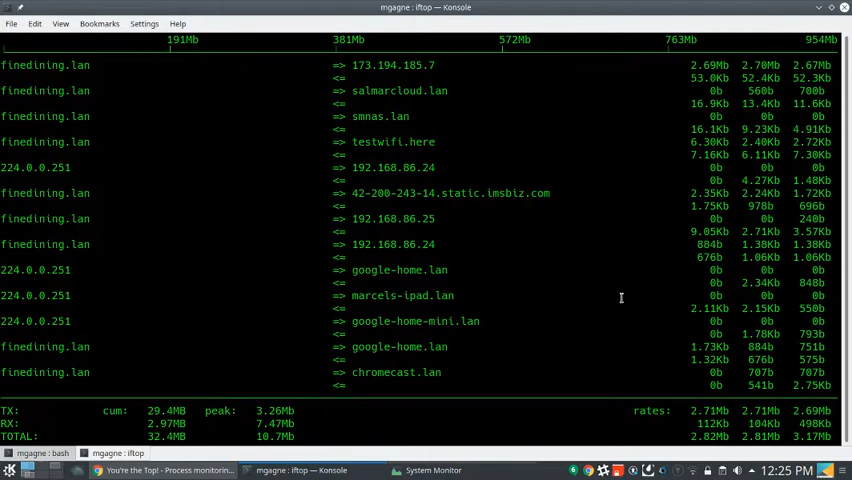 mgagne : iftop — Konsole
File Edit View Bookmarks Settings Help
191Mb 381Mb 572Mb 763Mb 954Mb
finedining.lan => 173.194.185.7 2.69Mb 2.70Mb 2.67Mb
<= 53.0Kb 52.4Kb 52.3Kb
finedining.lan => salmarcloud.lan 0b 560b 700b
<= 16.9Kb 13.4Kb 11.6Kb
finedining.lan => smnas.lan 0b 0b 0b
<= 16.1Kb 9.23Kb 4.91Kb
finedining.lan => testwifi.here 6.30Kb 2.40Kb 2.72Kb
<= 7.16Kb 6.11Kb 7.30Kb
224.0.0.251 => 192.168.86.24 0b 0b 0b
<= 0b 4.27Kb 1.48Kb
finedining.lan => 42-200-243-14.static.imsbiz.com 2.35Kb 2.24Kb 1.72Kb
<= 1.75Kb 978b 696b
finedining.lan => 192.168.86.25 0b 0b 240b
<= 9.05Kb 2.71Kb 3.57Kb
finedining.lan => 192.168.86.24 884b 1.38Kb 1.38Kb
<= 676b 1.06Kb 1.06Kb
224.0.0.251 => google-home.lan 0b 0b 0b
<= 0b 2.34Kb 848b
224.0.0.251 => marcels-ipad.lan 0b 0b 0b
<= 2.11Kb 2.15Kb 550b
224.0.0.251 => google-home-mini.lan 0b 0b 0b
<= 0b 1.78Kb 793b
finedining.lan => google-home.lan 1.73Kb 884b 751b
<= 1.32Kb 676b 575b
finedining.lan => chromecast.lan 0b 707b 707b
<= 0b 541b 2.75Kb
TX: cum: 29.4MB peak: 3.26Mb rates: 2.71Mb 2.71Mb 2.69Mb
RX: 2.97MB 7.47Mb 112Kb 104Kb 498Kb
TOTAL: 32.4MB 10.7Mb 2.82Mb 2.81Mb 3.17Mb
mgagne : bash mgagne : iftop
You're the Top! - Process monitorin... mgagne : iftop — Konsole System Monitor 6 12:25 PM